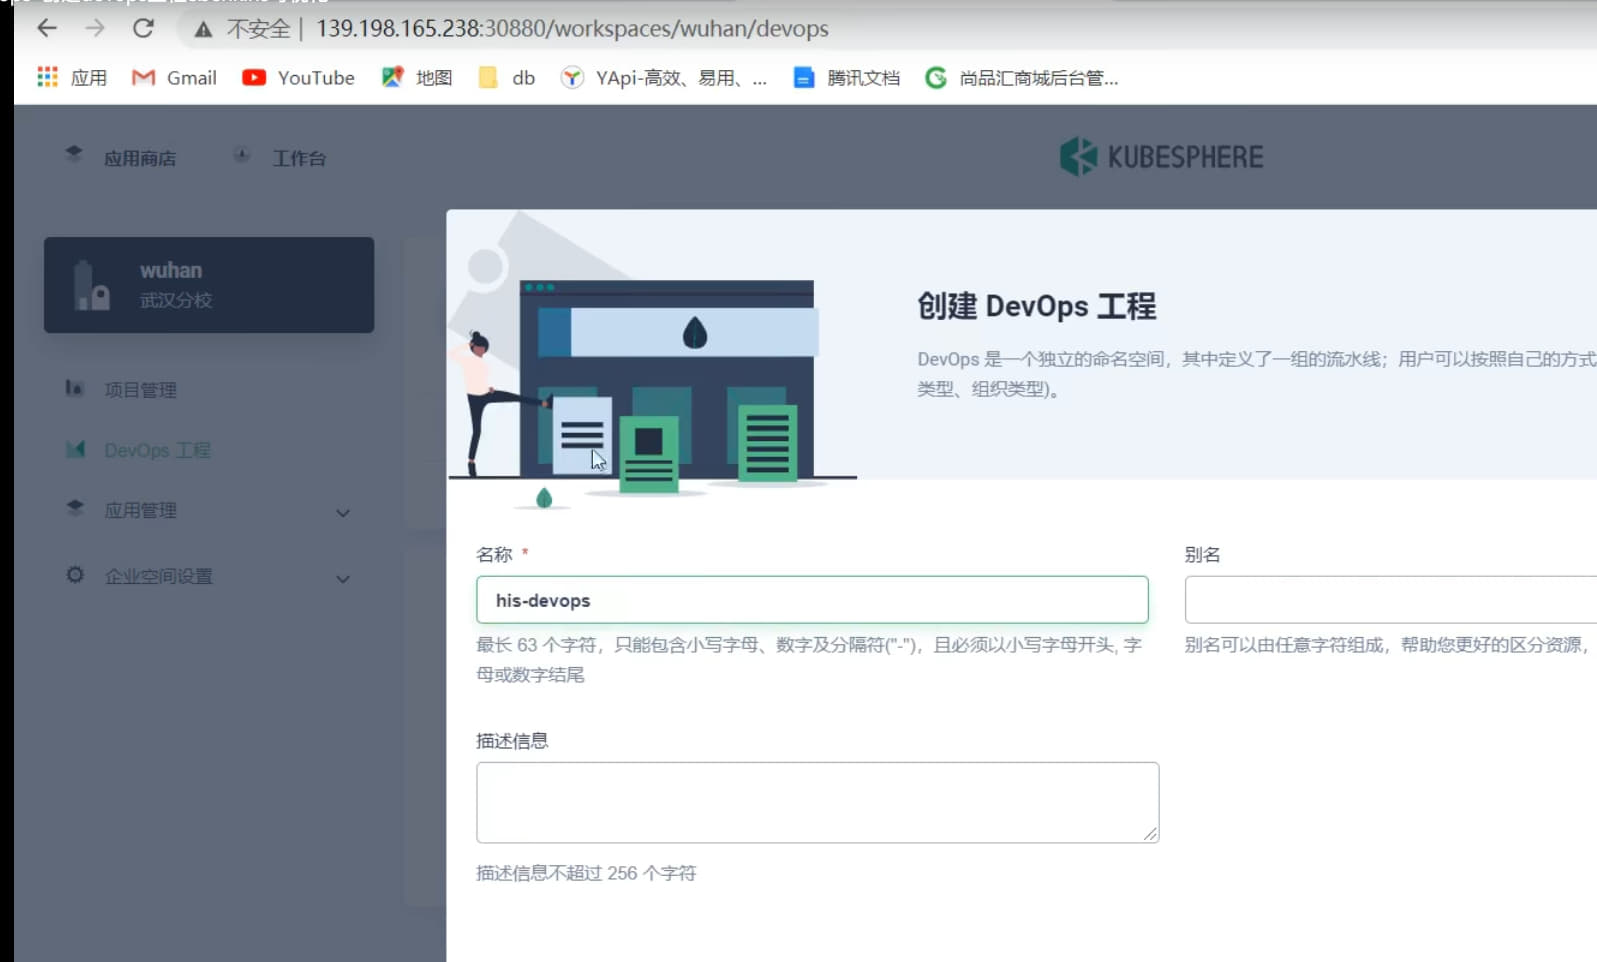 不安全 | 139.198.165.238:30880/workspaces/wuhan/devops
应用 Gmail YouTube 地图 db YApi-高效、易用、... 腾讯文档 尚品汇商城后台管...
应用商店 工作台 KUBESPHERE
wuhan
武汉分校
项目管理
DevOps 工程
应用管理
企业空间设置
创建 DevOps 工程
DevOps 是一个独立的命名空间，其中定义了一组的流水线；用户可以按照自己的方式
类型、组织类型)。
名称 *
his-devops
最长 63 个字符，只能包含小写字母、数字及分隔符("-")，且必须以小写字母开头, 字
母或数字结尾
别名
别名可以由任意字符组成，帮助您更好的区分资源，
描述信息
描述信息不超过 256 个字符